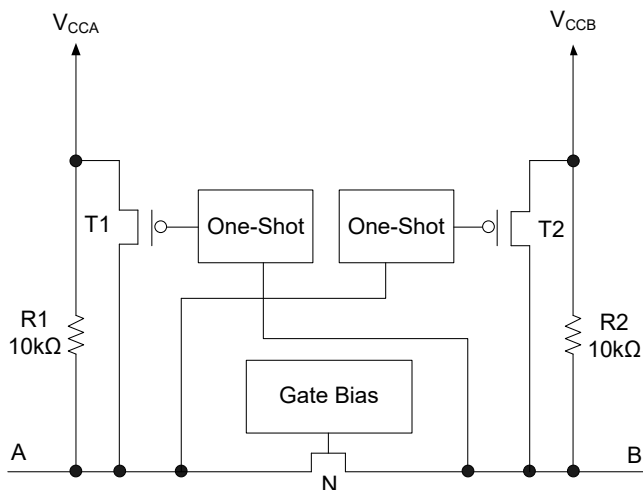 VCCA
VCCB
T1
One-Shot
One-Shot
T2
R1
10kΩ
R2
10kΩ
Gate Bias
A
B
N